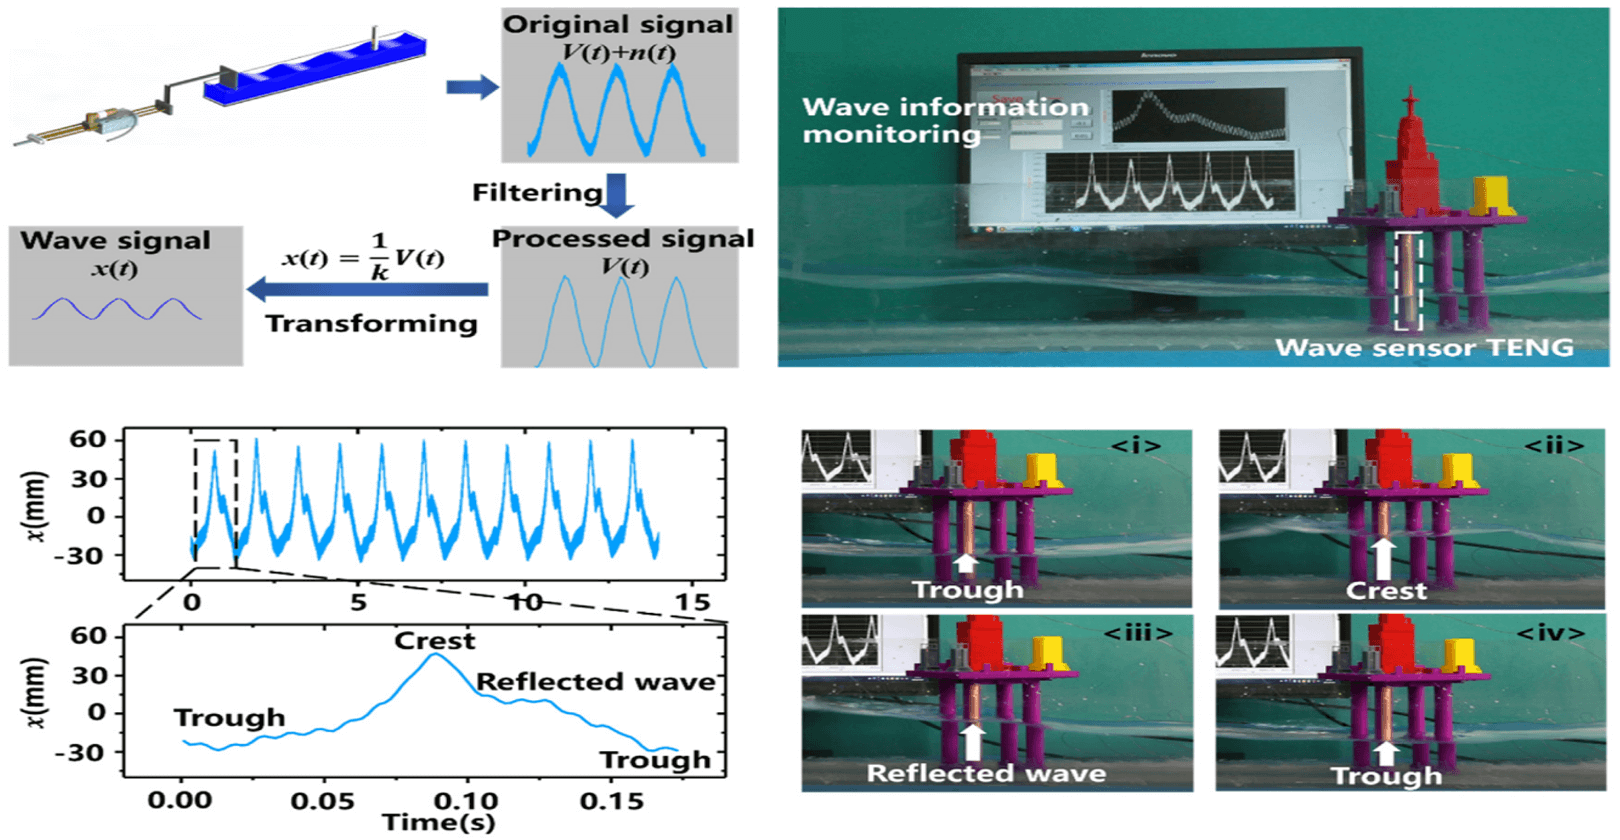 Original signal
V(t)+n(t)
Filtering
Wave signal
x(t)
x(t) = 1/k V(t)
Transforming
Processed signal
V(t)
lenovo
Save
Wave information
monitoring
Wave sensor TENG
60
30
0
-30
x(mm)
0 5 10 15
60
30
0
-30
x(mm)
Trough
Crest
Reflected wave
Trough
0.00 0.05 0.10 0.15
Time(s)
<i>
Trough
<ii>
Crest
<iii>
Reflected wave
<iv>
Trough